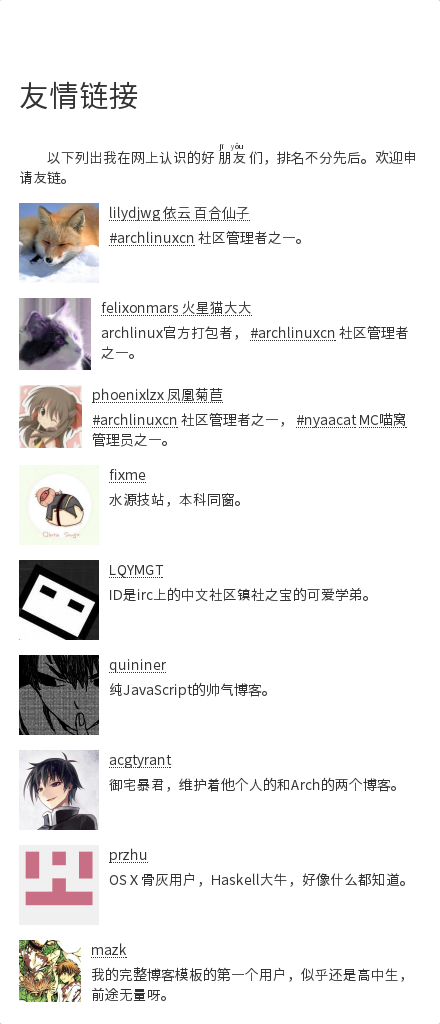 友情链接
jī yǒu
以下列出我在网上认识的好 朋友 们，排名不分先后。欢迎申
请友链。
lilydjwg 依云 百合仙子
#archlinuxcn 社区管理者之一。
felixonmars 火星猫大大
archlinux官方打包者， #archlinuxcn 社区管理者
之一。
phoenixlzx 凤凰菊苣
#archlinuxcn 社区管理者之一， #nyaacat MC喵窝
管理员之一。
fixme
水源技站，本科同窗。
LQYMGT
ID是irc上的中文社区镇社之宝的可爱学弟。
quininer
纯JavaScript的帅气博客。
acgtyrant
御宅暴君，维护着他个人的和Arch的两个博客。
przhu
OS X 骨灰用户，Haskell大牛，好像什么都知道。
mazk
我的完整博客模板的第一个用户，似乎还是高中生，
前途无量呀。